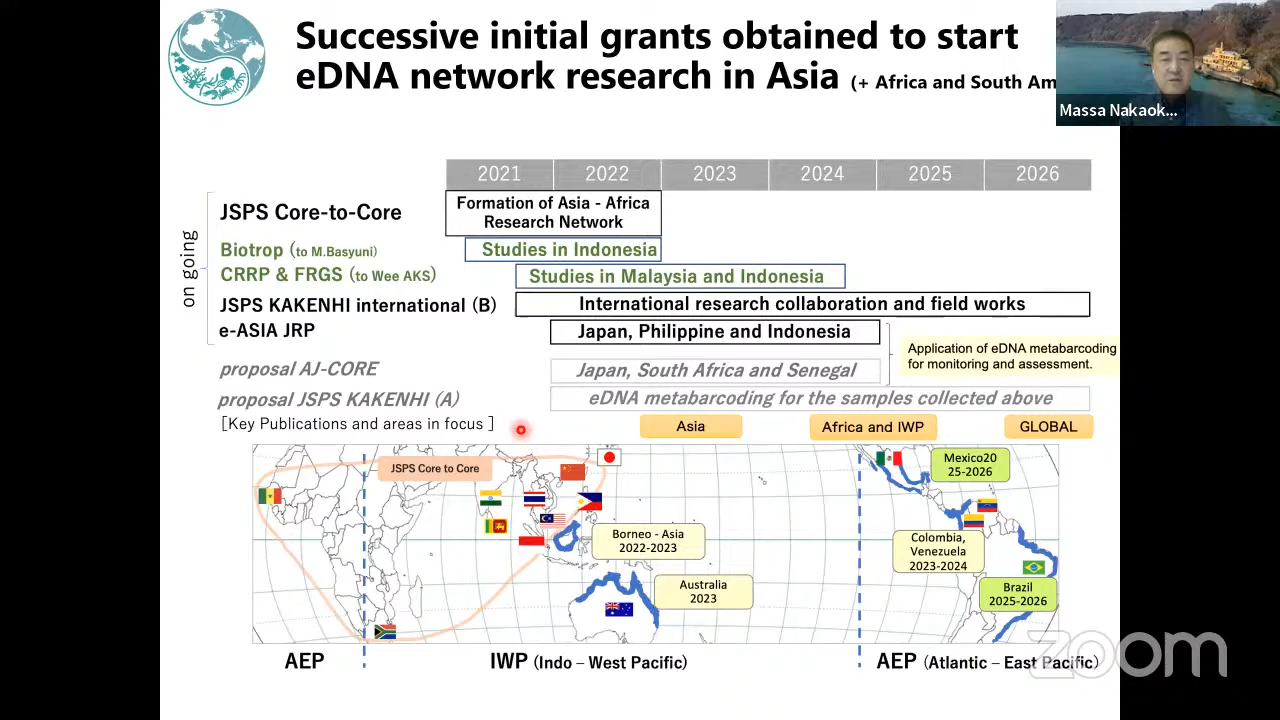 Successive initial grants obtained to start
eDNA network research in Asia (+ Africa and South Am
Massa Nakaok...
2021 2022 2023 2024 2025 2026
on going
JSPS Core-to-Core
Formation of Asia - Africa
Research Network
Biotrop (to M.Basyuni)
Studies in Indonesia
CRRP & FRGS (to Wee AKS)
Studies in Malaysia and Indonesia
JSPS KAKENHI international (B)
International research collaboration and field works
e-ASIA JRP
Japan, Philippine and Indonesia
Application of eDNA metabarcoding
for monitoring and assessment.
proposal AJ-CORE
Japan, South Africa and Senegal
proposal JSPS KAKENHI (A)
eDNA metabarcoding for the samples collected above
[Key Publications and areas in focus ]
Asia
Africa and IWP
GLOBAL
JSPS Core to Core
Mexico20
25-2026
Borneo - Asia
2022-2023
Colombia,
Venezuela
2023-2024
Australia
2023
Brazil
2025-2026
AEP
IWP (Indo – West Pacific)
AEP (Atlantic – East Pacific)
zoom